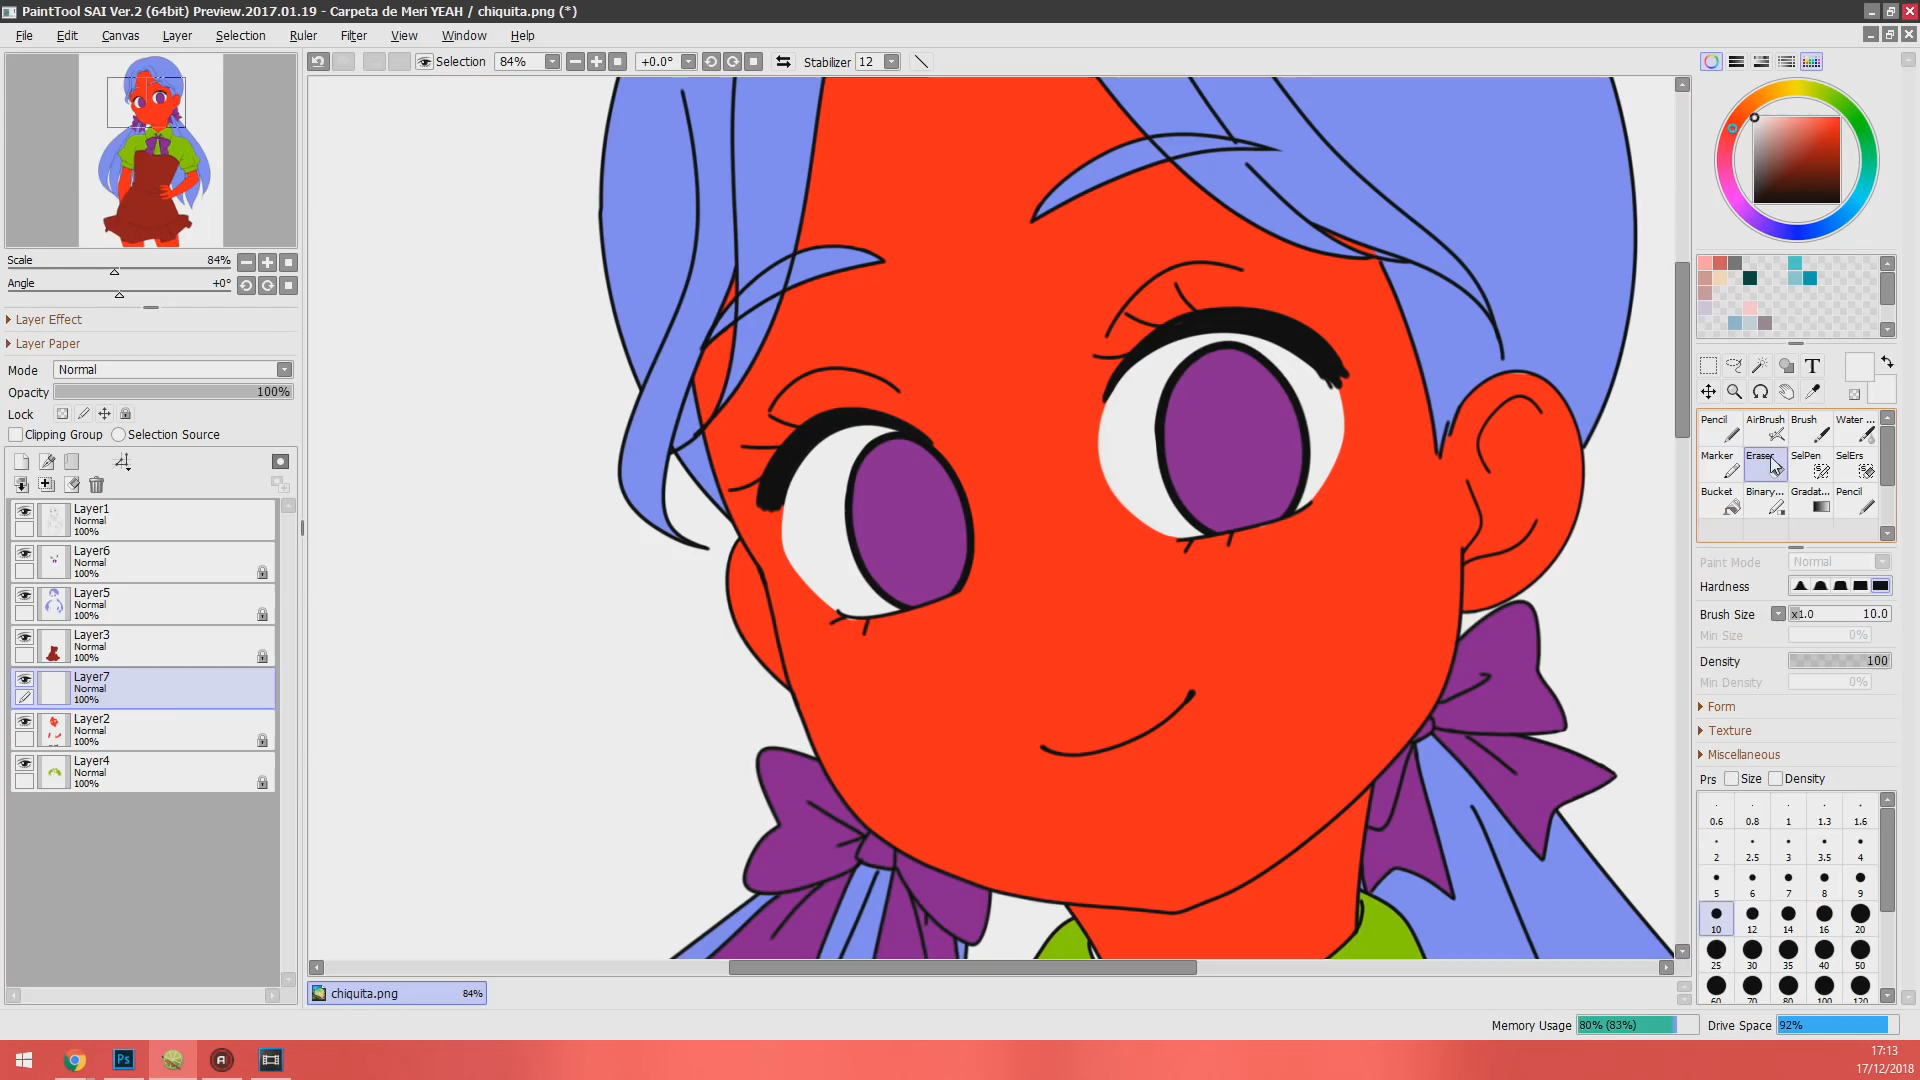 PaintTool SAI Ver.2 (64bit) Preview.2017.01.19 - Carpeta de Meri YEAH / chiquita.png (*)
File Edit Canvas Layer Selection Ruler Filter View Window Help
Selection 84% +0.0° Stabilizer 12
Scale 84%
Angle +0°
Layer Effect
Layer Paper
Mode Normal
Opacity 100%
Lock
Clipping Group Selection Source
Layer1
Normal
100%
Layer6
Normal
100%
Layer5
Normal
100%
Layer3
Normal
100%
Layer7
Normal
100%
Layer2
Normal
100%
Layer4
Normal
100%
chiquita.png 84%
T
Pencil AirBrush Brush Water ...
Marker Eraser SelPen SelErs
Bucket Binary... Gradat... Pencil
Paint Mode Normal
Hardness
Brush Size x1.0 10.0
Min Size 0%
Density 100
Min Density 0%
Form
Texture
Miscellaneous
Prs Size Density
0.6 0.8 1 1.3 1.6
2 2.5 3 3.5 4
5 6 7 8 9
10 12 14 16 20
25 30 35 40 50
60 70 80 100 120
Memory Usage 80% (83%) Drive Space 92%
Ps
17:13
17/12/2018